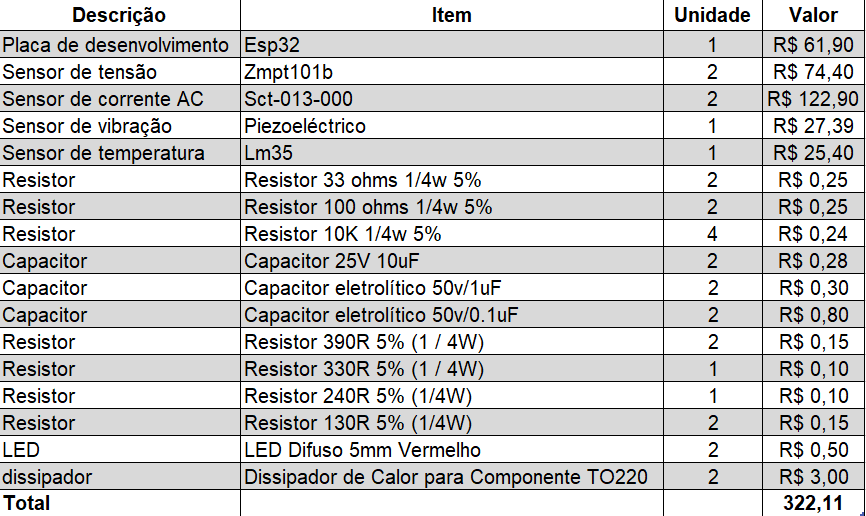 Descrição Item Unidade Valor
Placa de desenvolvimento Esp32 1 R$ 61,90
Sensor de tensão Zmpt101b 2 R$ 74,40
Sensor de corrente AC Sct-013-000 2 R$ 122,90
Sensor de vibração Piezoeléctrico 1 R$ 27,39
Sensor de temperatura Lm35 1 R$ 25,40
Resistor Resistor 33 ohms 1/4w 5% 2 R$ 0,25
Resistor Resistor 100 ohms 1/4w 5% 2 R$ 0,25
Resistor Resistor 10K 1/4w 5% 4 R$ 0,24
Capacitor Capacitor 25V 10uF 2 R$ 0,28
Capacitor Capacitor eletrolítico 50v/1uF 2 R$ 0,30
Capacitor Capacitor eletrolítico 50v/0.1uF 2 R$ 0,80
Resistor Resistor 390R 5% (1 / 4W) 2 R$ 0,15
Resistor Resistor 330R 5% (1 / 4W) 1 R$ 0,10
Resistor Resistor 240R 5% (1/4W) 1 R$ 0,10
Resistor Resistor 130R 5% (1/4W) 2 R$ 0,15
LED LED Difuso 5mm Vermelho 2 R$ 0,50
dissipador Dissipador de Calor para Componente TO220 2 R$ 3,00
Total 322,11